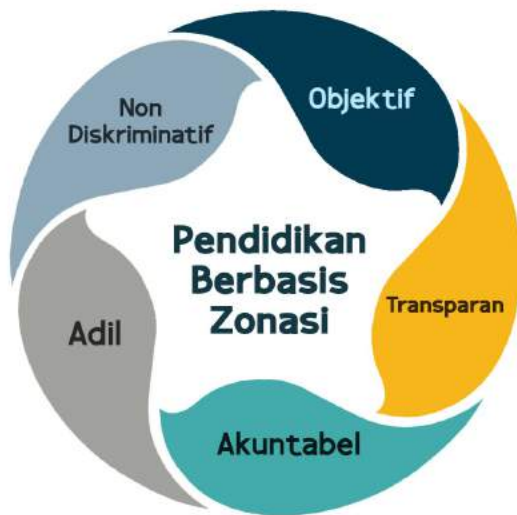 Pendidikan
Berbasis
Zonasi
Objektif
Transparan
Akuntabel
Adil
Non
Diskriminatif